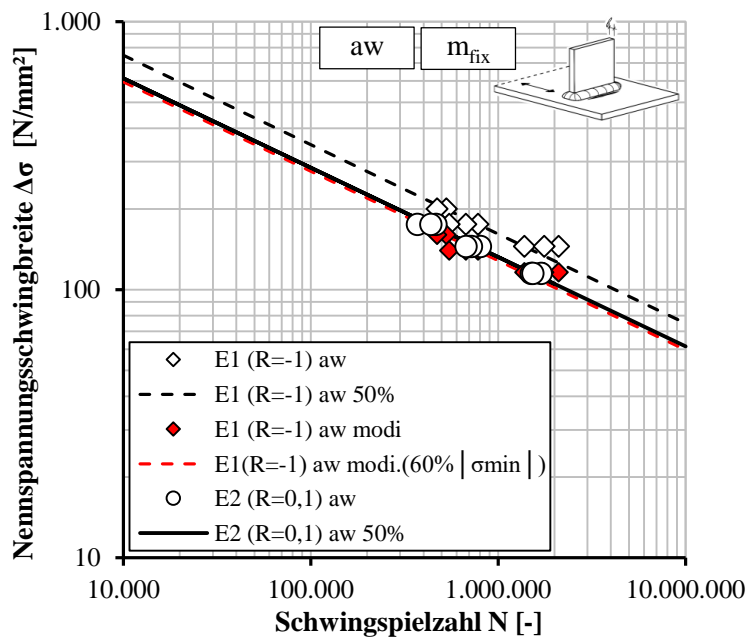 Nennspannungsschwingbreite Δσ [N/mm²]
1.000
100
10
aw
m_fix
E1 (R=-1) aw
E1 (R=-1) aw 50%
E1 (R=-1) aw modi
E1(R=-1) aw modi.(60%│σmin│)
E2 (R=0,1) aw
E2 (R=0,1) aw 50%
10.000 100.000 1.000.000 10.000.000
Schwingspielzahl N [-]